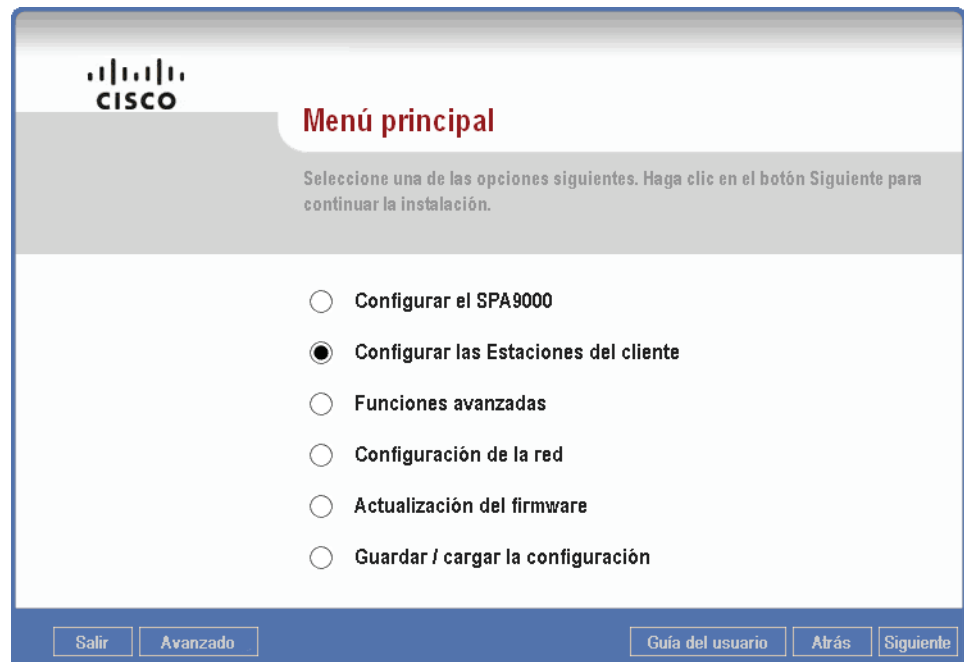 CISCO
Menú principal
Seleccione una de las opciones siguientes. Haga clic en el botón Siguiente para
continuar la instalación.
Configurar el SPA9000
Configurar las Estaciones del cliente
Funciones avanzadas
Configuración de la red
Actualización del firmware
Guardar / cargar la configuración
Salir
Avanzado
Guía del usuario
Atrás
Siguiente